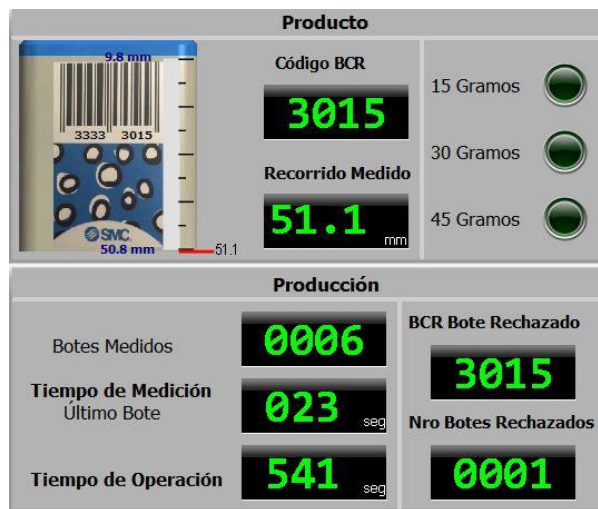 Producto
9.8 mm
3333 3015
SMC
50.8 mm
51.1
Código BCR
3015
Recorrido Medido
51.1 mm
15 Gramos
30 Gramos
45 Gramos
Producción
Botes Medidos
0006
Tiempo de Medición
Último Bote
023 seg
Tiempo de Operación
541 seg
BCR Bote Rechazado
3015
Nro Botes Rechazados
0001